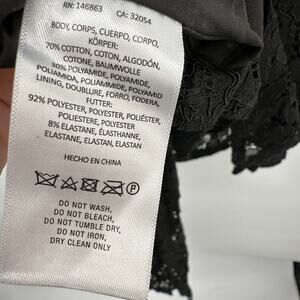 RN: 146863 CA: 32054
BODY, CORPS, CUERPO, CORPO,
KÖRPER:
70% COTTON, COTON, ALGODÓN,
COTONE, BAUMWOLLE
30% POLYAMIDE, POLYAMIDE,
POLIAMIDA, POLIAMMIDE, POLYAMID
LINING, DOUBLURE, FORRO, FODERA,
FUTTER:
92% POLYESTER, POLYESTER, POLIÉSTER,
POLIESTERE, POLYESTER
8% ELASTANE, ÉLASTHANNE,
ELASTANO, ELASTAN, ELASTANE
HECHO EN CHINA
P
DO NOT WASH,
DO NOT BLEACH,
DO NOT TUMBLE DRY,
DO NOT IRON,
DRY CLEAN ONLY